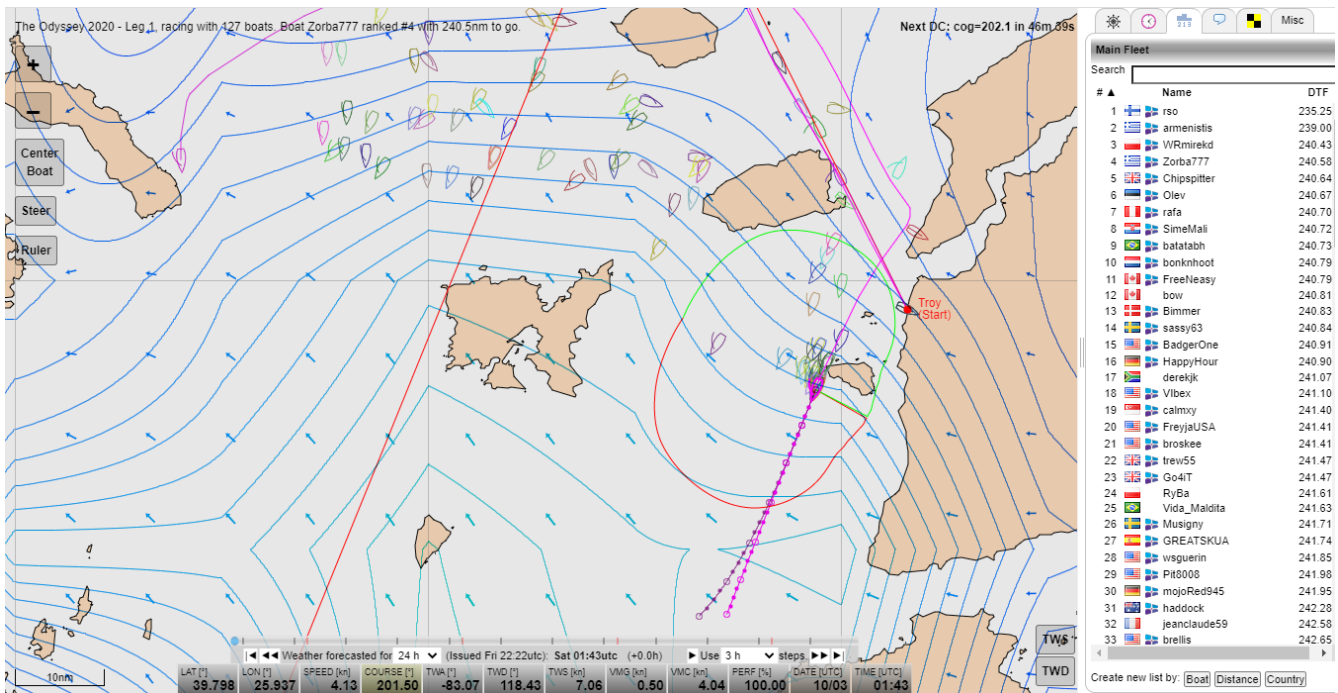 The Odyssey 2020 - Leg 1, racing with 127 boats. Boat Zorba777 ranked #4 with 240.5nm to go.
Next DC: cog=202.1 in 46m 39s
+
−
Center
Boat
Steer
Ruler
Troy
(Start)
10nm
Weather forecasted for 24 h (Issued Fri 22:22utc): Sat 01:43utc (+0.0h) Use 3 h steps.
TWS
TWD
LAT [°] LON [°] SPEED [kn] COURSE [°] TWA [°] TWD [°] TWS [kn] VMG [kn] VMC [kn] PERF [%] DATE [UTC] TIME [UTC]
39.798 25.937 4.13 201.50 -83.07 118.43 7.06 0.50 4.04 100.00 10/03 01:43
213
Misc
Main Fleet
Search
# ▲ Name DTF
1 rso 235.25
2 armenistis 239.00
3 WRmirekd 240.43
4 Zorba777 240.58
5 Chipspitter 240.64
6 Olev 240.67
7 rafa 240.70
8 SimeMali 240.72
9 batatabh 240.73
10 bonknhoot 240.79
11 FreeNeasy 240.79
12 bow 240.81
13 Bimmer 240.83
14 sassy63 240.84
15 BadgerOne 240.91
16 HappyHour 240.90
17 derekjk 241.07
18 VIbex 241.10
19 calmxy 241.40
20 FreyjaUSA 241.41
21 broskee 241.41
22 trew55 241.47
23 Go4iT 241.47
24 RyBa 241.61
25 Vida_Maldita 241.63
26 Musigny 241.71
27 GREATSKUA 241.74
28 wsguerin 241.85
29 Pit8008 241.98
30 mojoRed945 241.95
31 haddock 242.28
32 jeanclaude59 242.58
33 brellis 242.65
Create new list by: Boat Distance Country